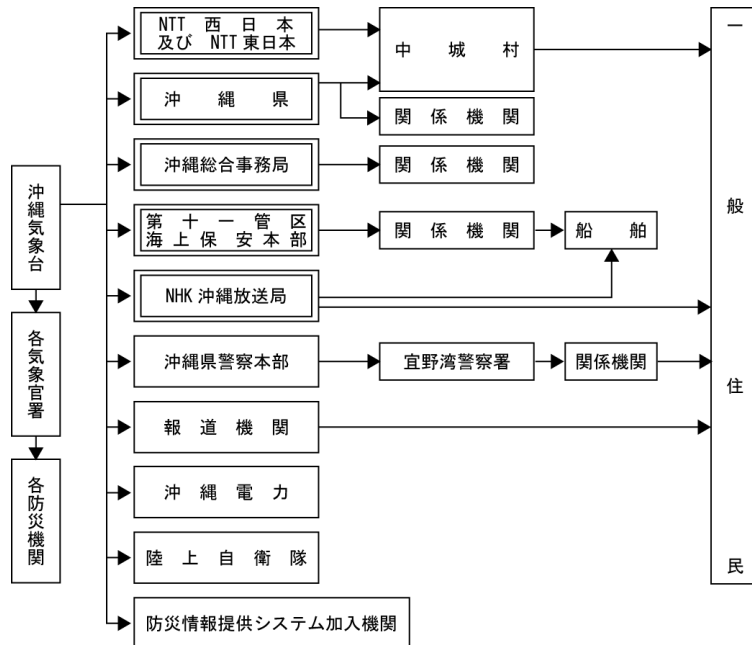 NTT 西日本
及び NTT 東日本
中城村
一般住民
沖縄県
関係機関
沖縄総合事務局
関係機関
沖縄気象台
第十一管区
海上保安本部
関係機関
船舶
NHK 沖縄放送局
各気象官署
沖縄県警察本部
宜野湾警察署
関係機関
報道機関
各防災機関
沖縄電力
陸上自衛隊
防災情報提供システム加入機関